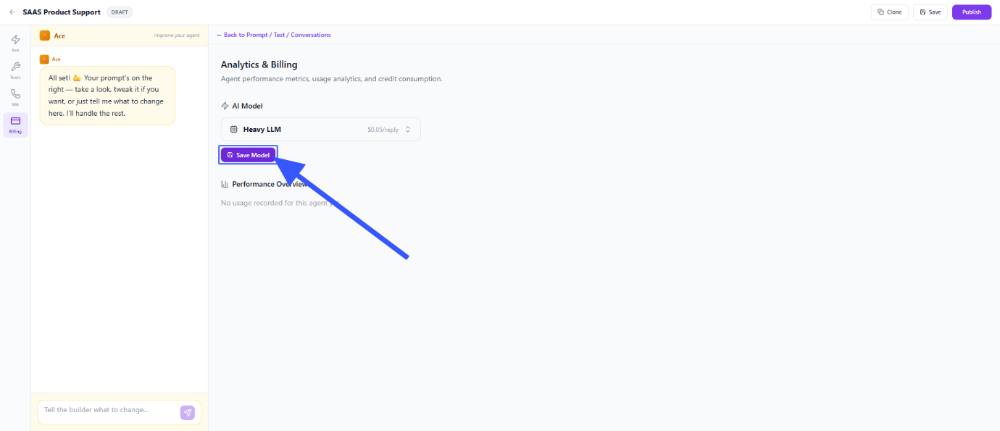 SAAS Product Support DRAFT
Clone Save Publish
Ace
Tools
WA
Billing
Ace Improve your agent
Ace
All set! 💪 Your prompt's on the
right — take a look, tweak it if you
want, or just tell me what to change
here. I'll handle the rest.
Tell the builder what to change...
← Back to Prompt / Test / Conversations
Analytics & Billing
Agent performance metrics, usage analytics, and credit consumption.
AI Model
Heavy LLM $0.05/reply
Save Model
Performance Overview
No usage recorded for this agent